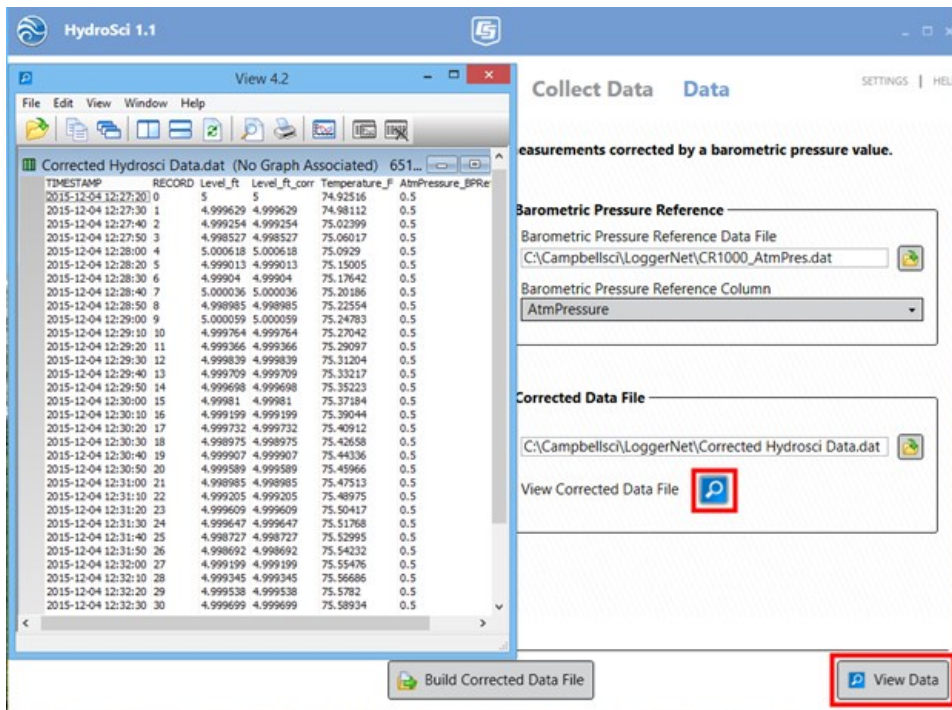 HydroSci 1.1
View 4.2
File Edit View Window Help
Corrected Hydrosci Data.dat (No Graph Associated) 651...
TIMESTAMP RECORD Level_ft Level_ft_corr Temperature_F AtmPressure_BPRe
2015-12-04 12:27:20 0 5 5 74.92516 0.5
2015-12-04 12:27:30 1 4.999629 4.999629 74.98112 0.5
2015-12-04 12:27:40 2 4.999254 4.999254 75.02399 0.5
2015-12-04 12:27:50 3 4.998527 4.998527 75.06017 0.5
2015-12-04 12:28:00 4 5.000618 5.000618 75.0929 0.5
2015-12-04 12:28:20 5 4.999013 4.999013 75.15005 0.5
2015-12-04 12:28:30 6 4.99904 4.99904 75.17642 0.5
2015-12-04 12:28:40 7 5.000036 5.000036 75.20186 0.5
2015-12-04 12:28:50 8 4.998985 4.998985 75.22554 0.5
2015-12-04 12:29:00 9 5.000059 5.000059 75.24783 0.5
2015-12-04 12:29:10 10 4.999764 4.999764 75.27042 0.5
2015-12-04 12:29:20 11 4.999366 4.999366 75.29097 0.5
2015-12-04 12:29:30 12 4.999839 4.999839 75.31204 0.5
2015-12-04 12:29:40 13 4.999709 4.999709 75.33217 0.5
2015-12-04 12:29:50 14 4.999698 4.999698 75.35223 0.5
2015-12-04 12:30:00 15 4.99981 4.99981 75.37184 0.5
2015-12-04 12:30:10 16 4.999199 4.999199 75.39044 0.5
2015-12-04 12:30:20 17 4.999732 4.999732 75.40912 0.5
2015-12-04 12:30:30 18 4.998975 4.998975 75.42658 0.5
2015-12-04 12:30:40 19 4.999907 4.999907 75.44336 0.5
2015-12-04 12:30:50 20 4.999589 4.999589 75.45966 0.5
2015-12-04 12:31:00 21 4.998985 4.998985 75.47513 0.5
2015-12-04 12:31:10 22 4.999205 4.999205 75.48975 0.5
2015-12-04 12:31:20 23 4.999609 4.999609 75.50417 0.5
2015-12-04 12:31:30 24 4.999647 4.999647 75.51768 0.5
2015-12-04 12:31:40 25 4.998727 4.998727 75.52995 0.5
2015-12-04 12:31:50 26 4.998692 4.998692 75.54232 0.5
2015-12-04 12:32:00 27 4.999199 4.999199 75.55476 0.5
2015-12-04 12:32:10 28 4.999345 4.999345 75.56686 0.5
2015-12-04 12:32:20 29 4.999538 4.999538 75.5782 0.5
2015-12-04 12:32:30 30 4.999699 4.999699 75.58934 0.5
Collect Data Data
SETTINGS | HEL
easurements corrected by a barometric pressure value.
Barometric Pressure Reference
Barometric Pressure Reference Data File
C:\Campbellsci\LoggerNet\CR1000_AtmPres.dat
Barometric Pressure Reference Column
AtmPressure
Corrected Data File
C:\Campbellsci\LoggerNet\Corrected Hydrosci Data.dat
View Corrected Data File
Build Corrected Data File
View Data